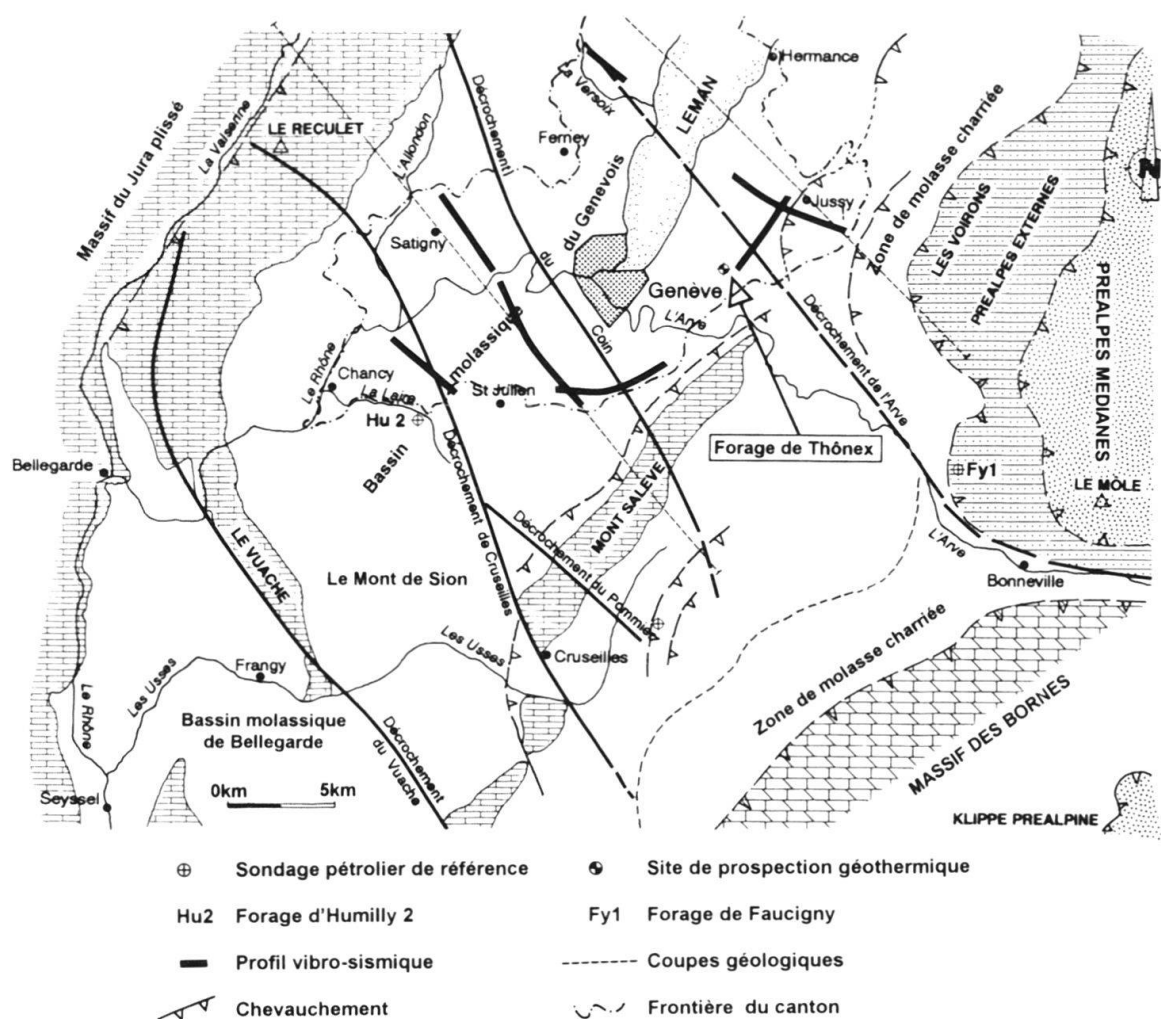 Hermance
La Versoix
LEMAN
Massif du Jura plissé
La Valserine
LE RECULET
L'Allondon
Décrochement
du
Coin
Ferney
Jussy
Zone de molasse charriée
LES VOIRONS
PREALPES EXTERNES
PREALPES MEDIANES
N
Satigny
du Genevois
Genève
L'Arve
Décrochement de l'Arve
molassique
Le Rhône
Chancy
La Laire
St Julien
Hu 2
Bassin
Forage de Thônex
Bellegarde
Fy1
LE MÔLE
Décrochement de Cruseilles
MONT SALÈVE
Décrochement du Pommier
LE VUACHE
Le Mont de Sion
L'Arve
Bonneville
Les Usses
Cruseilles
Frangy
Les Usses
Le Rhône
Zone de molasse charriée
MASSIF DES BORNES
Bassin molassique
de Bellegarde
Décrochement
du Vuache
0km 5km
Seyssel
KLIPPE PREALPINE
Sondage pétrolier de référence
Site de prospection géothermique
Hu2 Forage d'Humilly 2
Fy1 Forage de Faucigny
Profil vibro-sismique
Coupes géologiques
Chevauchement
Frontière du canton